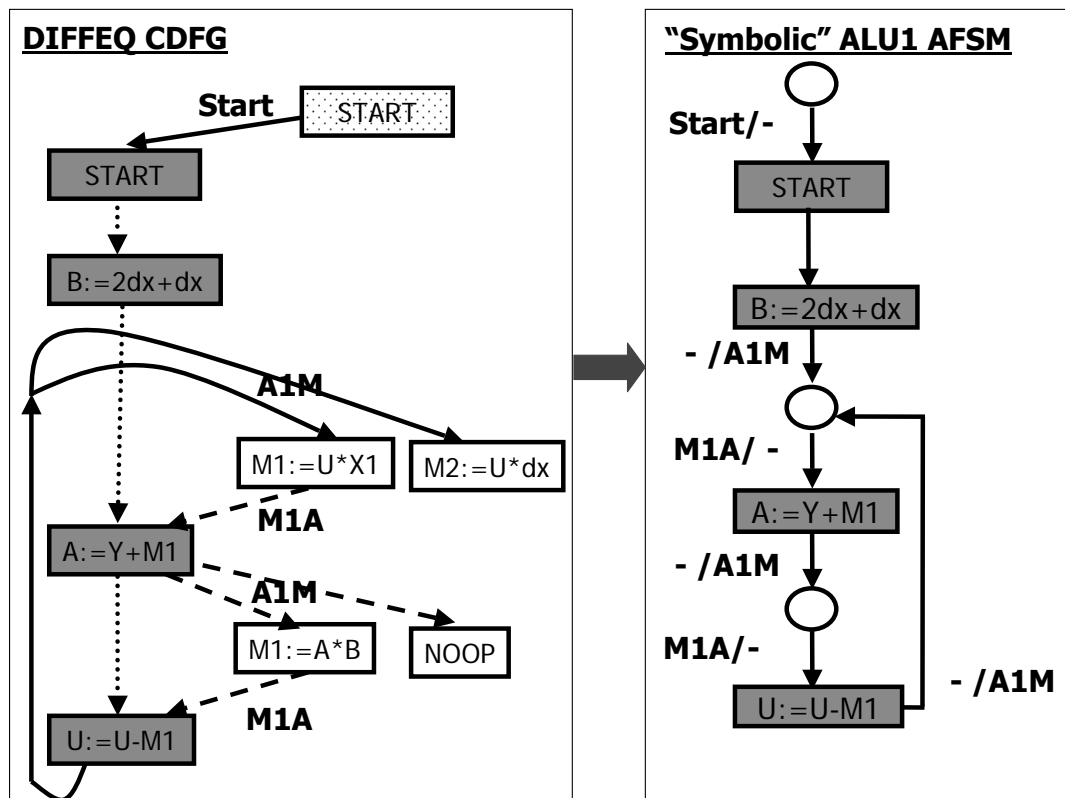 DIFFEQ CDFG
Start
START
START
B:=2dx+dx
A1M
M1:=U*X1
M2:=U*dx
M1A
A:=Y+M1
A1M
M1:=A*B
NOOP
M1A
U:=U-M1
“Symbolic” ALU1 AFSM
Start/-
START
B:=2dx+dx
- /A1M
M1A/ -
A:=Y+M1
- /A1M
M1A/-
- /A1M
U:=U-M1